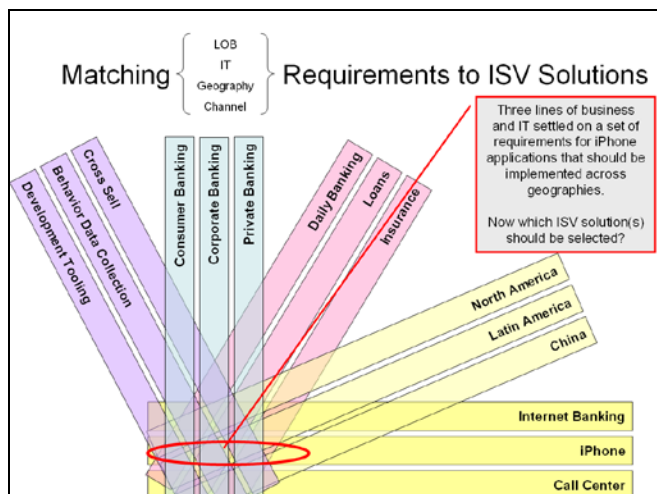 LOB
IT
Geography
Channel
Matching
Requirements to ISV Solutions
Three lines of business
and IT settled on a set of
requirements for iPhone
applications that should be
implemented across
geographies.
Now which ISV solution(s)
should be selected?
Development Tooling
Behavior Data Collection
Cross Sell
Consumer Banking
Corporate Banking
Private Banking
Daily Banking
Loans
Insurance
North America
Latin America
China
Internet Banking
iPhone
Call Center